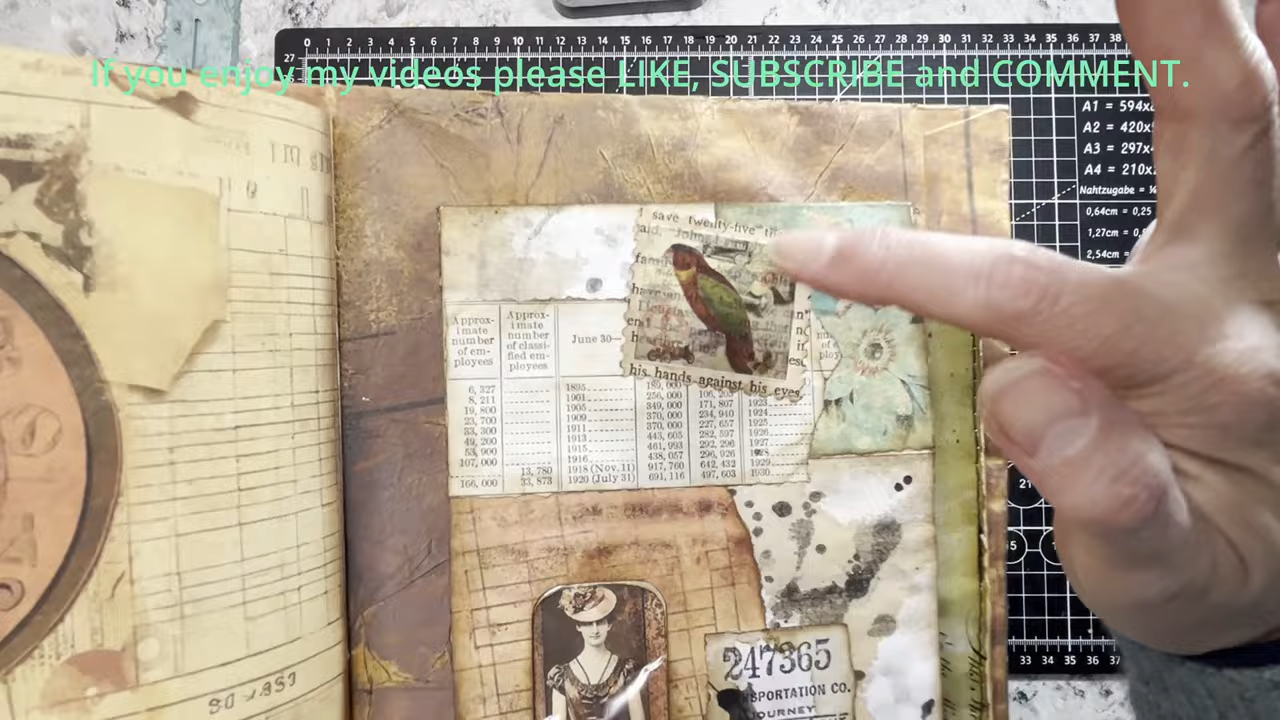 If you enjoy my videos please LIKE, SUBSCRIBE and COMMENT.
27
0 1 2 3 4 5 6 7 8 9 10 11 12 13 14 15 16 17 18 19 20 21 22 23 24 25 26 27 28 29 30 31 32 33 34 35 36 37 38
A1 = 594x
A2 = 420x
A3 = 297x
A4 = 210x
Nahtzugabe =
0,64cm = 0,25
1,27cm = 0,
2,54cm =
I save twenty-five
his hands against his eyes
Approx-
imate
number
of em-
ployees
Approx-
imate
number
of classi-
fied em-
ployees
June 30—
6,327
8,211
19,800
23,700
33,300
49,200
53,900
107,000
166,000
13,780
33,873
1895
1901
1905
1909
1911
1913
1915
1916
1918 (Nov. 11)
1920 (July 31)
189,000
256,000 106,205 1923
349,000 171,807 1924
370,000 234,940 1925
370,000 227,657 1926
443,605 282,597 1927
461,993 292,296
438,057 296,926 1929
917,760 642,432 1930
691,116 497,603
21
33 34 35 36 37
247365
SPORTATION CO.
JOURNEY